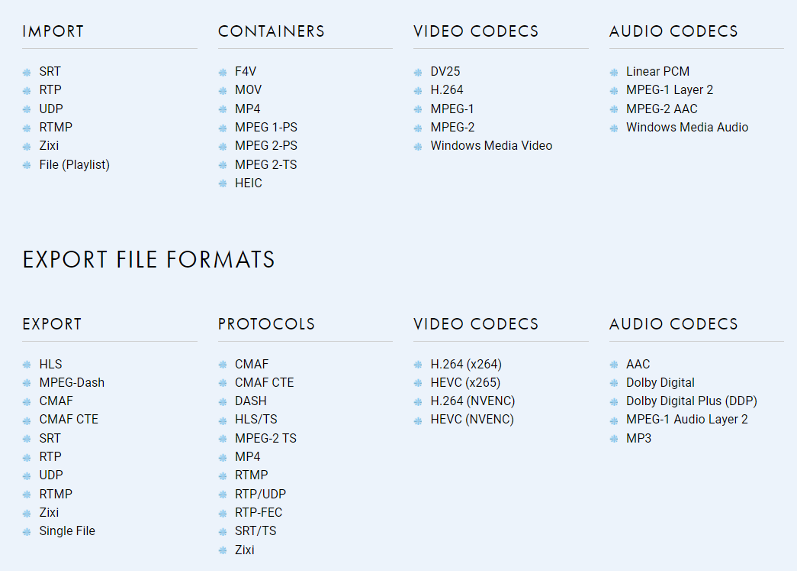 IMPORT
SRT
RTP
UDP
RTMP
Zixi
File (Playlist)
CONTAINERS
F4V
MOV
MP4
MPEG 1-PS
MPEG 2-PS
MPEG 2-TS
HEIC
VIDEO CODECS
DV25
H.264
MPEG-1
MPEG-2
Windows Media Video
AUDIO CODECS
Linear PCM
MPEG-1 Layer 2
MPEG-2 AAC
Windows Media Audio
EXPORT FILE FORMATS
EXPORT
HLS
MPEG-Dash
CMAF
CMAF CTE
SRT
RTP
UDP
RTMP
Zixi
Single File
PROTOCOLS
CMAF
CMAF CTE
DASH
HLS/TS
MPEG-2 TS
MP4
RTMP
RTP/UDP
RTP-FEC
SRT/TS
Zixi
VIDEO CODECS
H.264 (x264)
HEVC (x265)
H.264 (NVENC)
HEVC (NVENC)
AUDIO CODECS
AAC
Dolby Digital
Dolby Digital Plus (DDP)
MPEG-1 Audio Layer 2
MP3